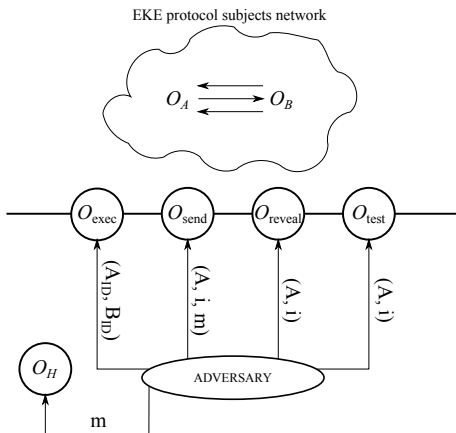 EKE protocol subjects network
O_A O_B
O_exec O_send O_reveal O_test
(A_ID, B_ID) (A, i, m) (A, i) (A, i)
O_H
ADVERSARY
m